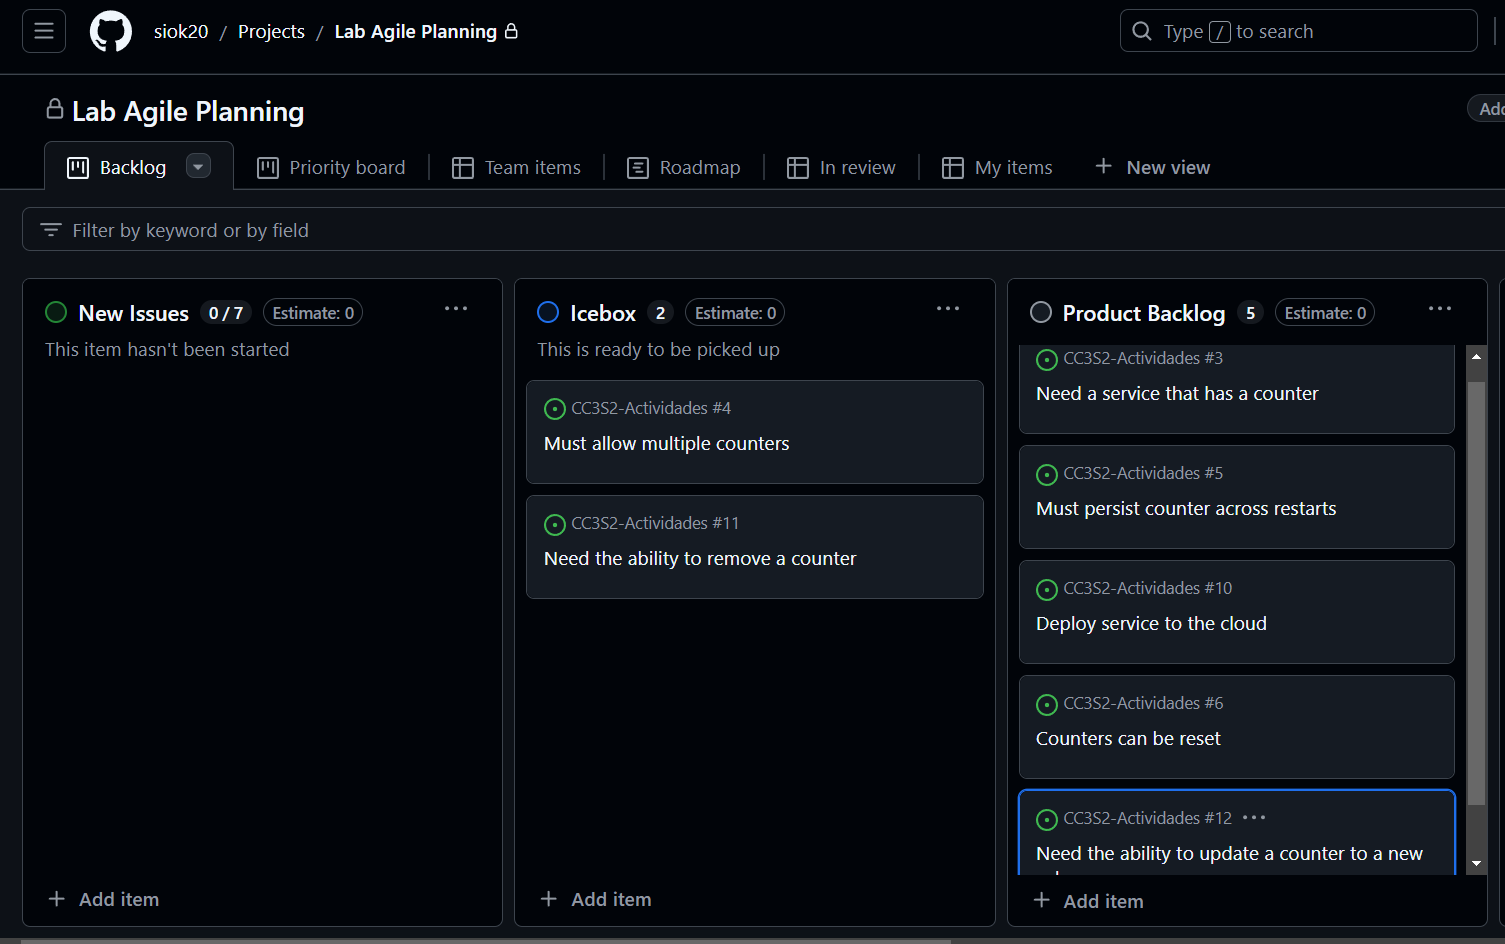 siok20 / Projects / Lab Agile Planning
Type / to search
Lab Agile Planning
Backlog
Priority board
Team items
Roadmap
In review
My items
New view
Filter by keyword or by field
New Issues 0 / 7 Estimate: 0
This item hasn't been started
Add item
Icebox 2 Estimate: 0
This is ready to be picked up
CC3S2-Actividades #4
Must allow multiple counters
CC3S2-Actividades #11
Need the ability to remove a counter
Add item
Product Backlog 5 Estimate: 0
CC3S2-Actividades #3
Need a service that has a counter
CC3S2-Actividades #5
Must persist counter across restarts
CC3S2-Actividades #10
Deploy service to the cloud
CC3S2-Actividades #6
Counters can be reset
CC3S2-Actividades #12
Need the ability to update a counter to a new
Add item